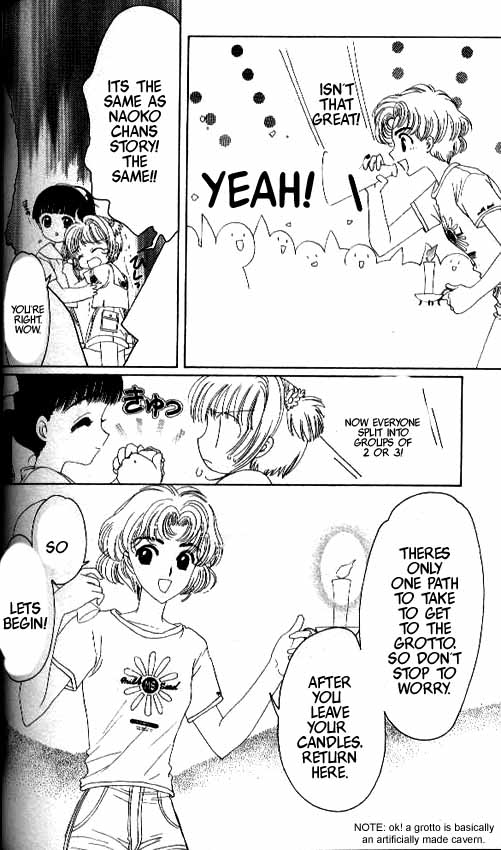 ISN'T
THAT
GREAT!
YEAH!
ITS THE
SAME AS
NAOKO
CHANS
STORY!
THE
SAME!!
YOU'RE
RIGHT.
WOW.
NOW EVERYONE
SPLIT INTO
GROUPS OF
2 OR 3!
きゅっ
THERES
ONLY
ONE PATH
TO TAKE
TO GET
TO THE
GROTTO.
SO DON'T
STOP TO
WORRY.
AFTER
YOU
LEAVE
YOUR
CANDLES.
RETURN
HERE.
SO
LETS
BEGIN!
NOTE: ok! a grotto is basically
an artificially made cavern.